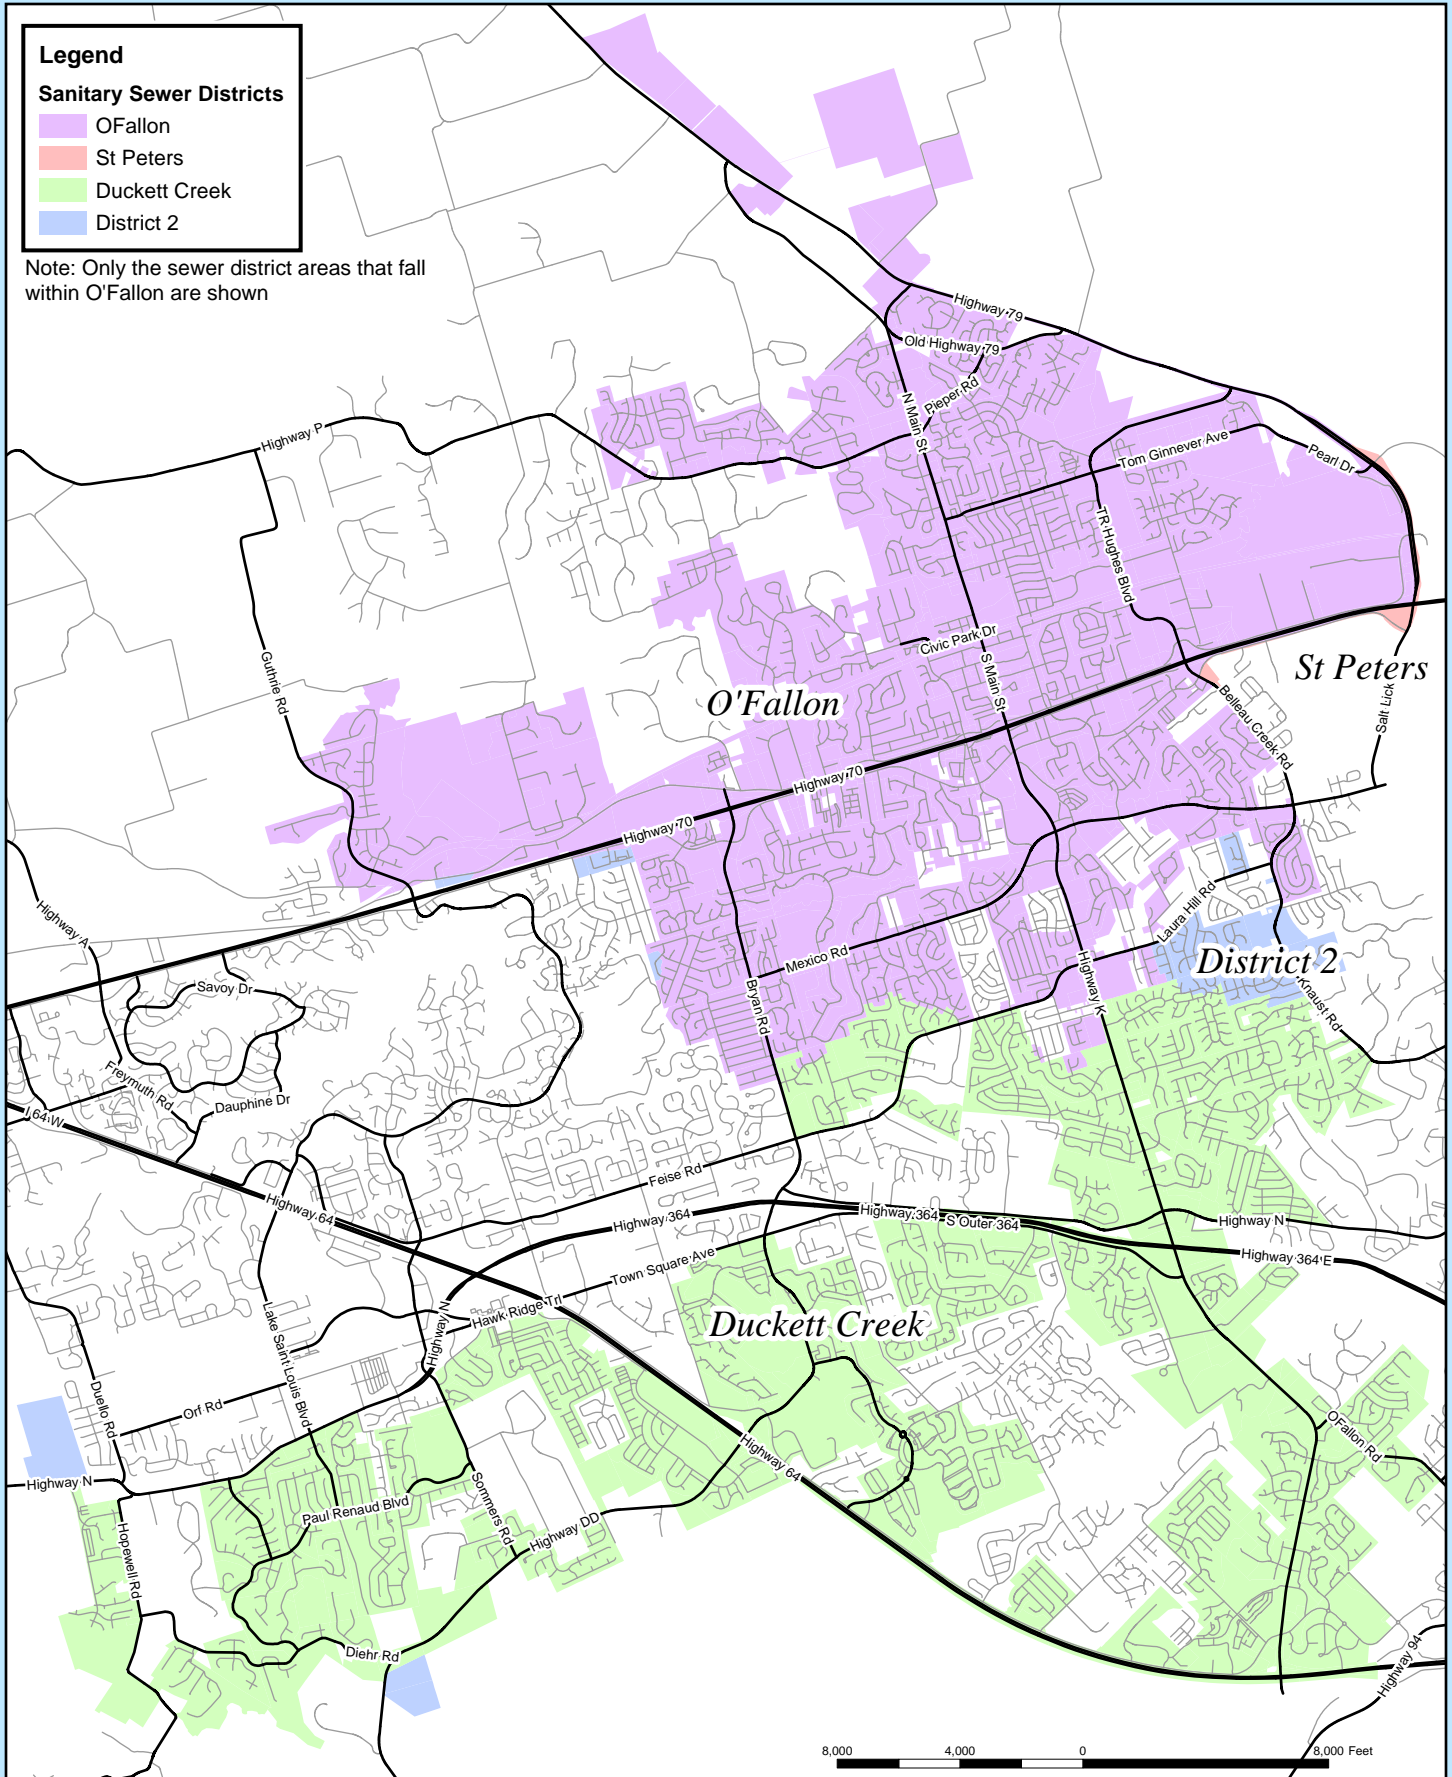 Legend
Sanitary Sewer Districts
OFallon
St Peters
Duckett Creek
District 2
Note: Only the sewer district areas that fall
within O'Fallon are shown
Highway 79
Old Highway 79
Pieper Rd
N Main St
Highway P
Tom Ginnever Ave
Pearl Dr
TR Hughes Blvd
Civic Park Dr
S Main St
Guthrie Rd
St Peters
O'Fallon
Belleau Creek Rd
Salt Lick
Highway 70
Highway 70
Laura Hill Rd
Highway A
Mexico Rd
District 2
Savoy Dr
Bryan Rd
Highway K
Knaust Rd
Freymuth Rd
Dauphine Dr
I 64 W
Feise Rd
Highway 64
Highway 364
Highway 364
S Outer 364
Highway N
Highway 364 E
Town Square Ave
Hawk Ridge Trl
Highway N
Lake Saint Louis Blvd
Duckett Creek
Duello Rd
Orf Rd
OFallon Rd
Highway 64
Highway N
Paul Renaud Blvd
Sommers Rd
Highway DD
Hopewell Rd
Diehr Rd
Highway 94
8,000
4,000
0
8,000 Feet